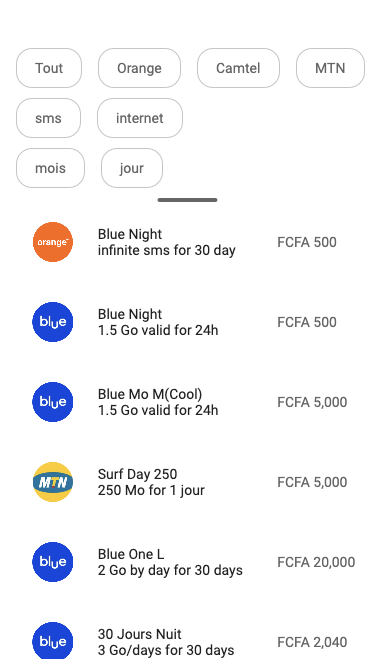 Tout Orange Camtel MTN
sms internet
mois jour
Blue Night
orange infinite sms for 30 day FCFA 500
Blue Night
blue 1.5 Go valid for 24h FCFA 500
Blue Mo M(Cool)
blue 1.5 Go valid for 24h FCFA 5,000
Surf Day 250
MTN 250 Mo for 1 jour FCFA 5,000
Blue One L
blue 2 Go by day for 30 days FCFA 20,000
30 Jours Nuit
blue 3 Go/days for 30 days FCFA 2,040